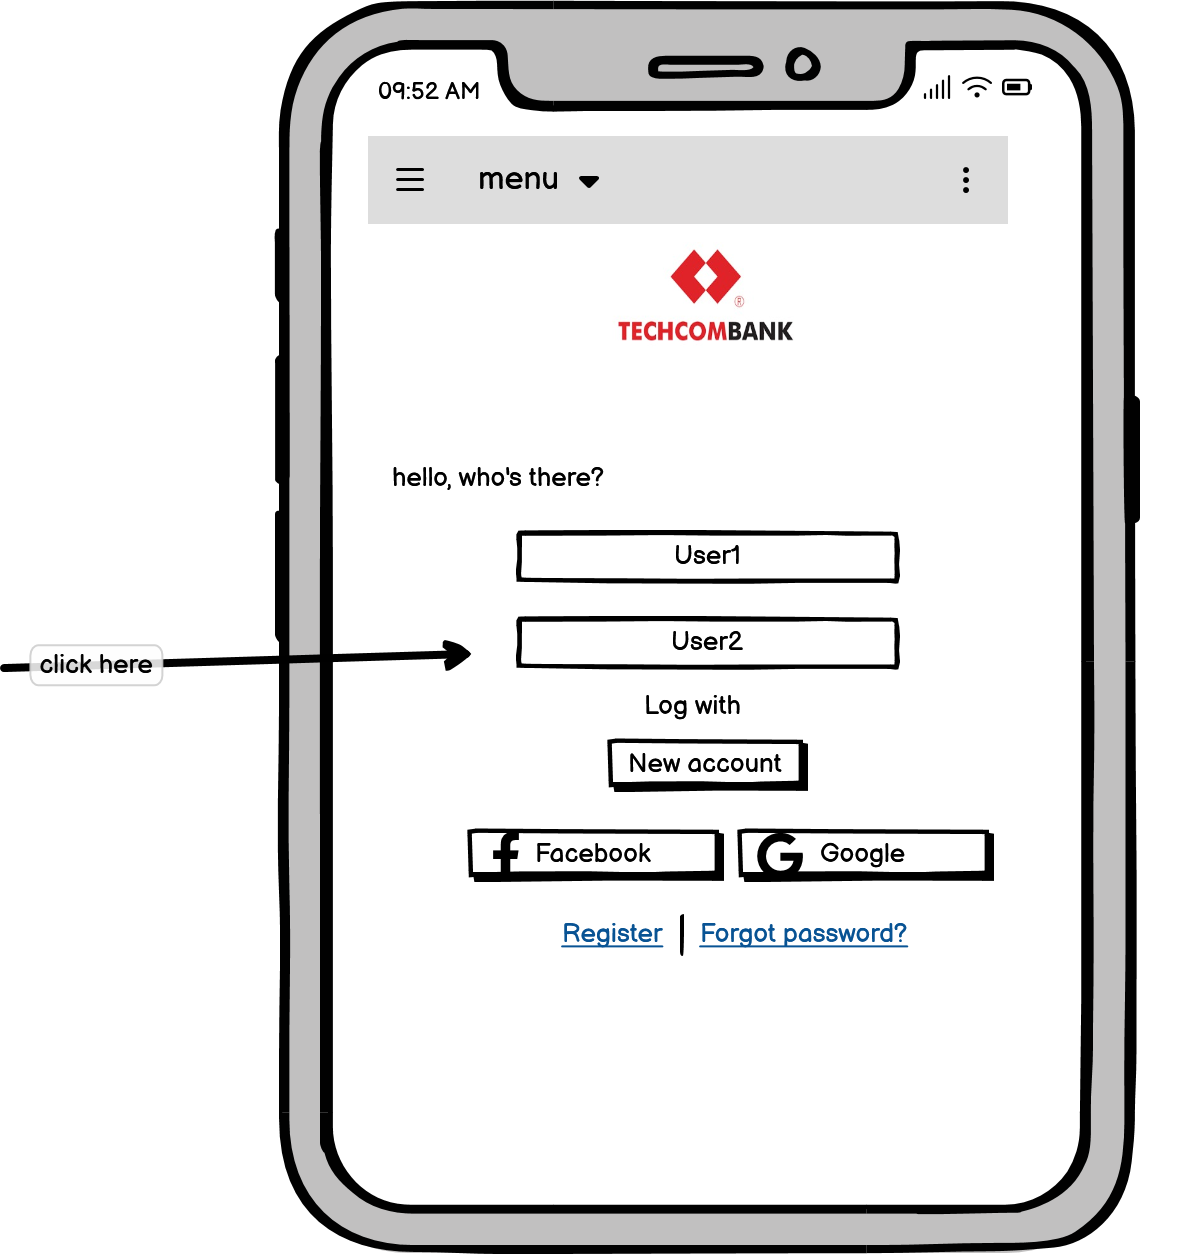 09:52 AM
menu
®
TECHCOMBANK
hello, who's there?
User1
click here
User2
Log with
New account
Facebook
Google
Register
Forgot password?